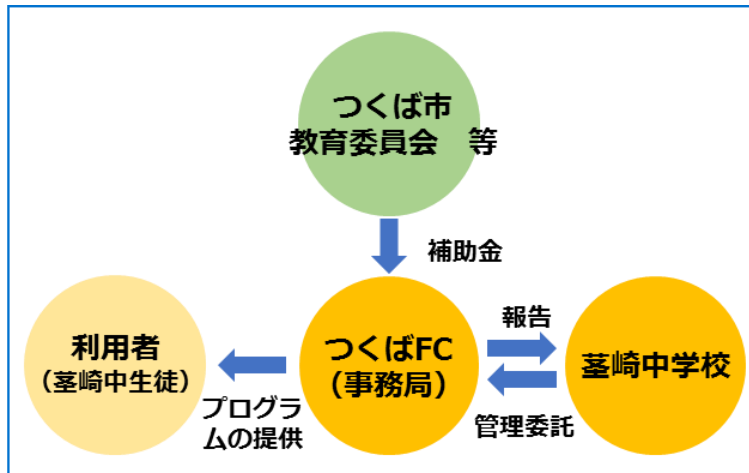 つくば市
教育委員会　等
補助金
利用者
（茎崎中生徒）
プログラ
ムの提供
つくばFC
（事務局）
報告
管理委託
茎崎中学校